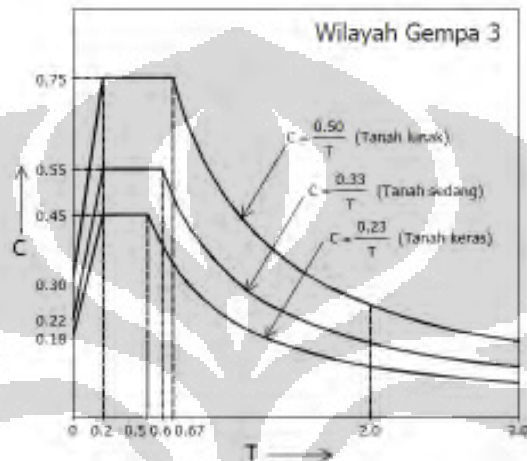 Wilayah Gempa 3
0.75
C = 0.50 / T (Tanah lunak)
0.55
C = 0.33 / T (Tanah sedang)
0.45
C = 0.23 / T (Tanah keras)
C
0.30
0.22
0.18
0 0.2 0.5 0.6 0.67 2.0 3.0
T